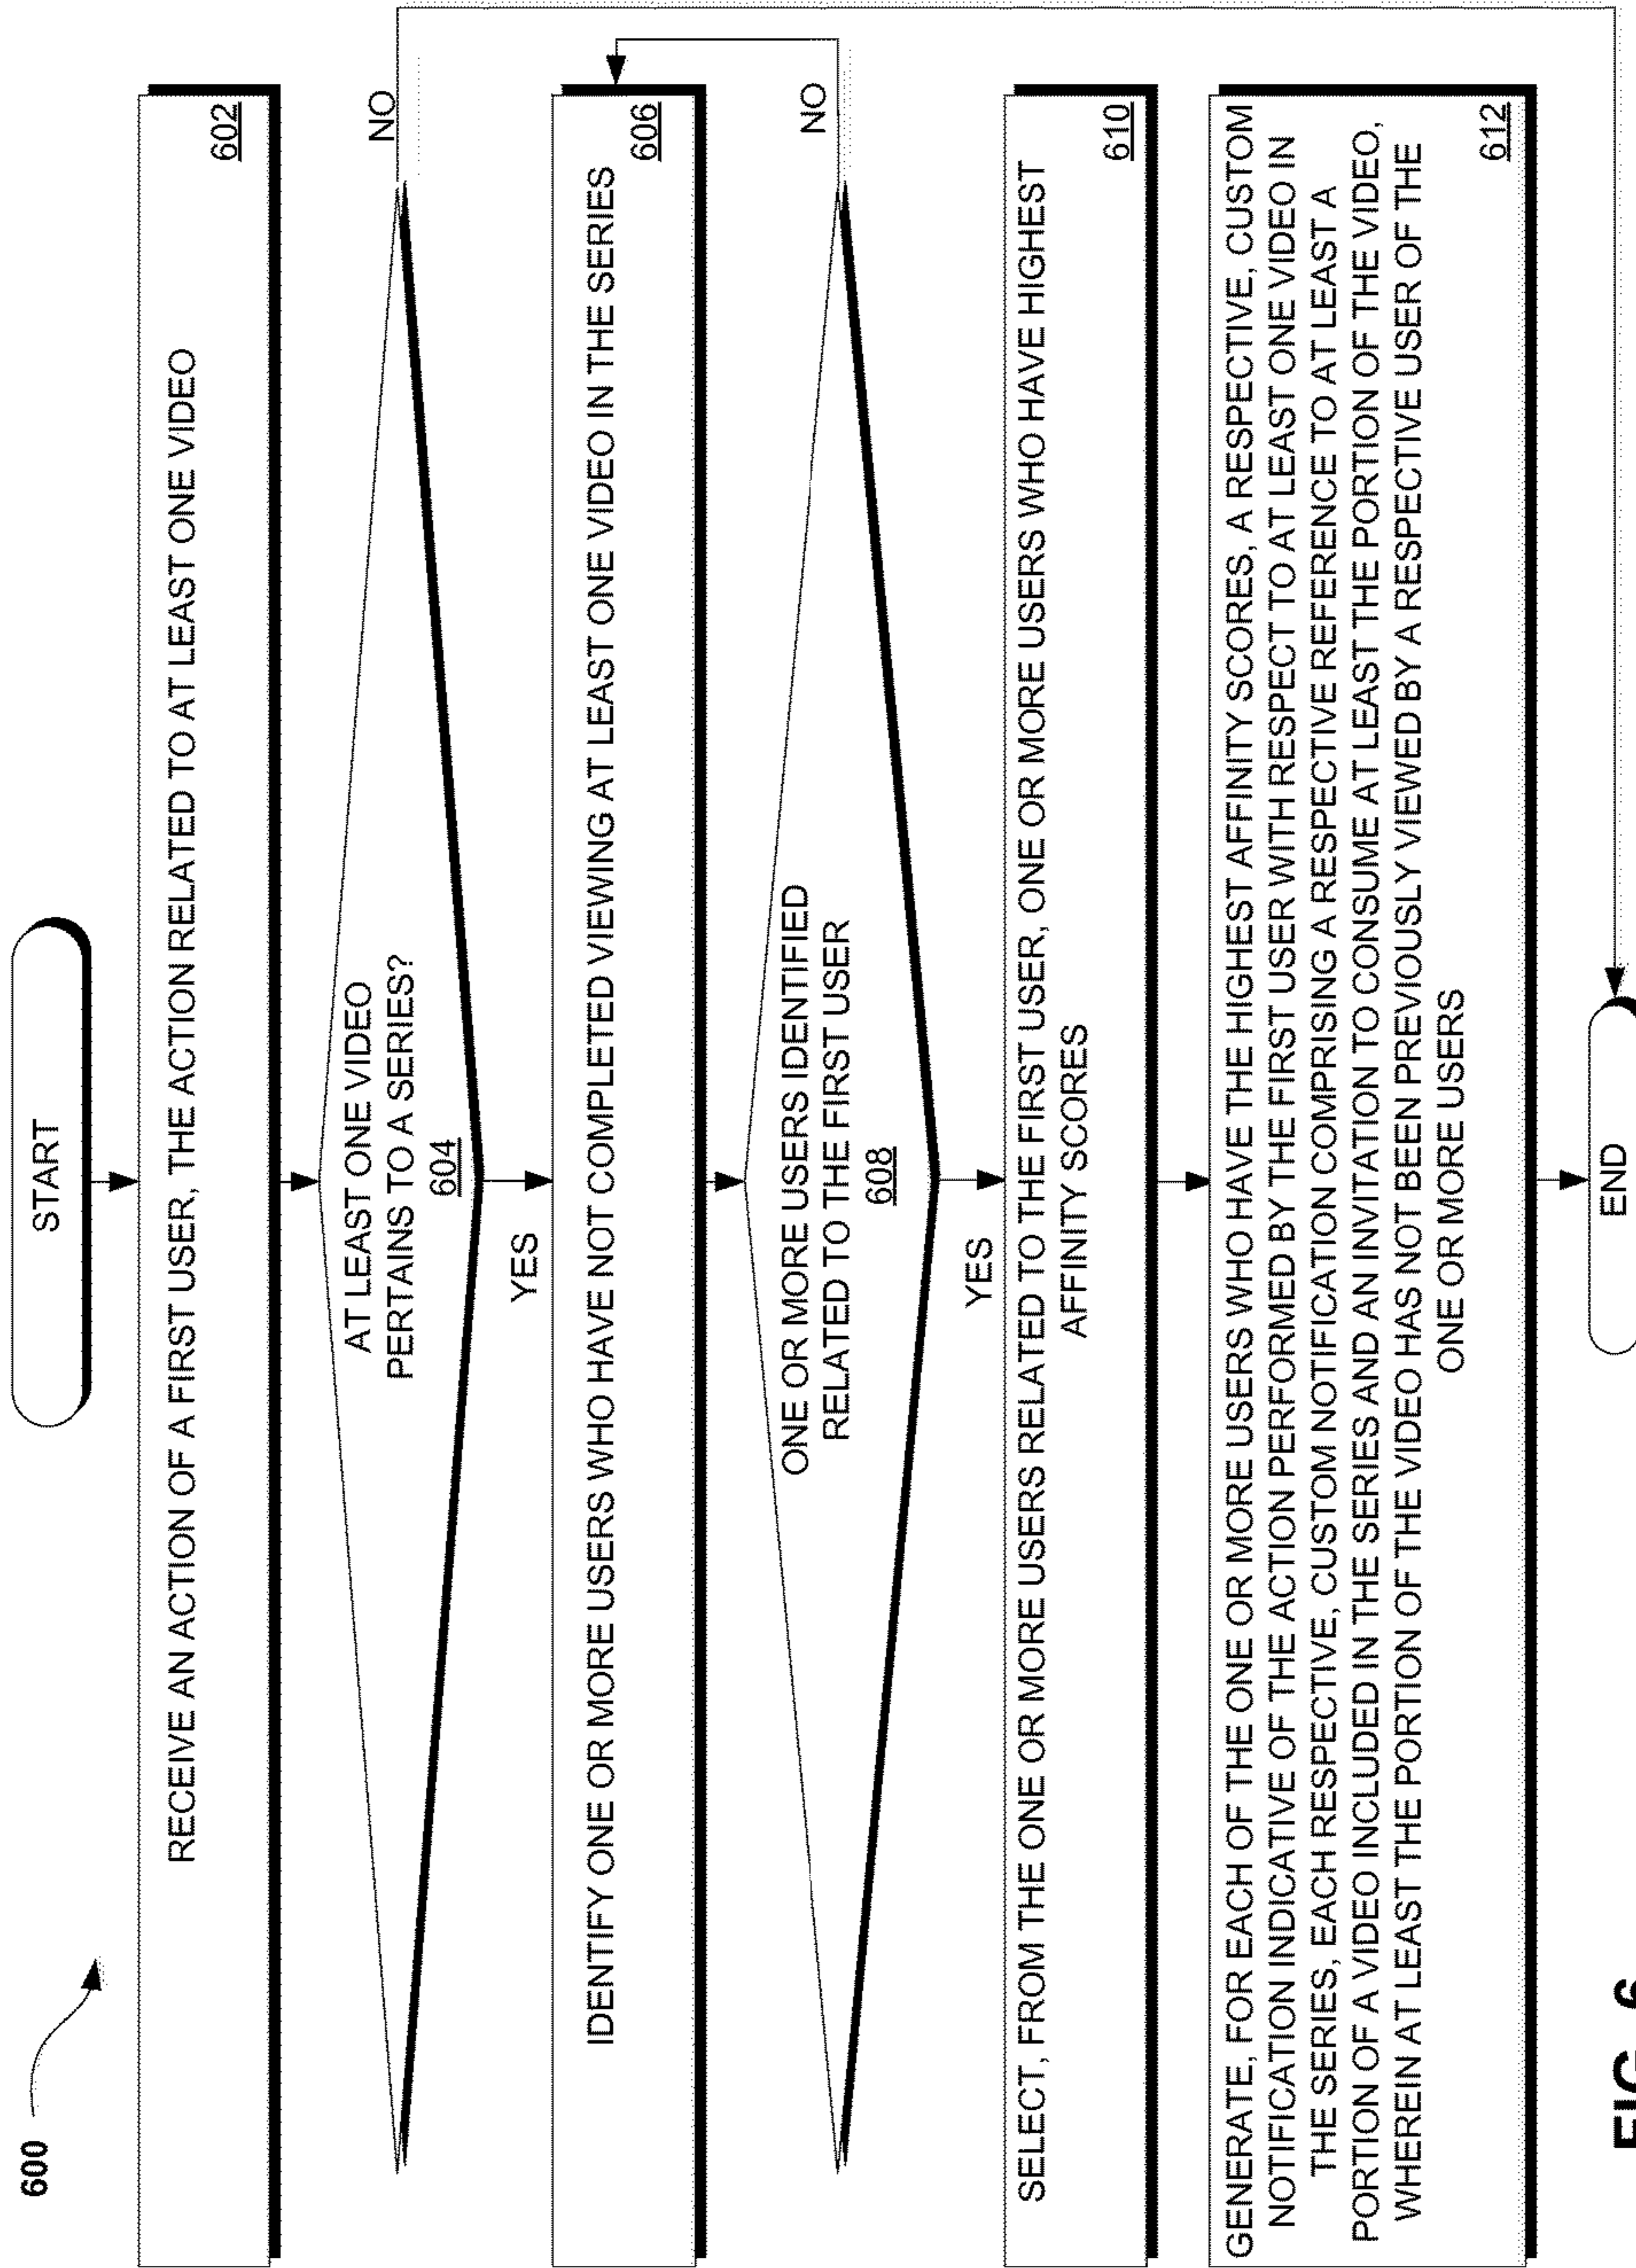 600
START
RECEIVE AN ACTION OF A FIRST USER, THE ACTION RELATED TO AT LEAST ONE VIDEO
602
AT LEAST ONE VIDEO
PERTAINS TO A SERIES?
604
NO
YES
IDENTIFY ONE OR MORE USERS WHO HAVE NOT COMPLETED VIEWING AT LEAST ONE VIDEO IN THE SERIES
606
ONE OR MORE USERS IDENTIFIED
RELATED TO THE FIRST USER
608
NO
YES
SELECT, FROM THE ONE OR MORE USERS RELATED TO THE FIRST USER, ONE OR MORE USERS WHO HAVE HIGHEST
AFFINITY SCORES
610
GENERATE, FOR EACH OF THE ONE OR MORE USERS WHO HAVE THE HIGHEST AFFINITY SCORES, A RESPECTIVE, CUSTOM
NOTIFICATION INDICATIVE OF THE ACTION PERFORMED BY THE FIRST USER WITH RESPECT TO AT LEAST ONE VIDEO IN
THE SERIES, EACH RESPECTIVE, CUSTOM NOTIFICATION COMPRISING A RESPECTIVE REFERENCE TO AT LEAST A
PORTION OF A VIDEO INCLUDED IN THE SERIES AND AN INVITATION TO CONSUME AT LEAST THE PORTION OF THE VIDEO,
WHEREIN AT LEAST THE PORTION OF THE VIDEO HAS NOT BEEN PREVIOUSLY VIEWED BY A RESPECTIVE USER OF THE
ONE OR MORE USERS
612
END
FIG. 6